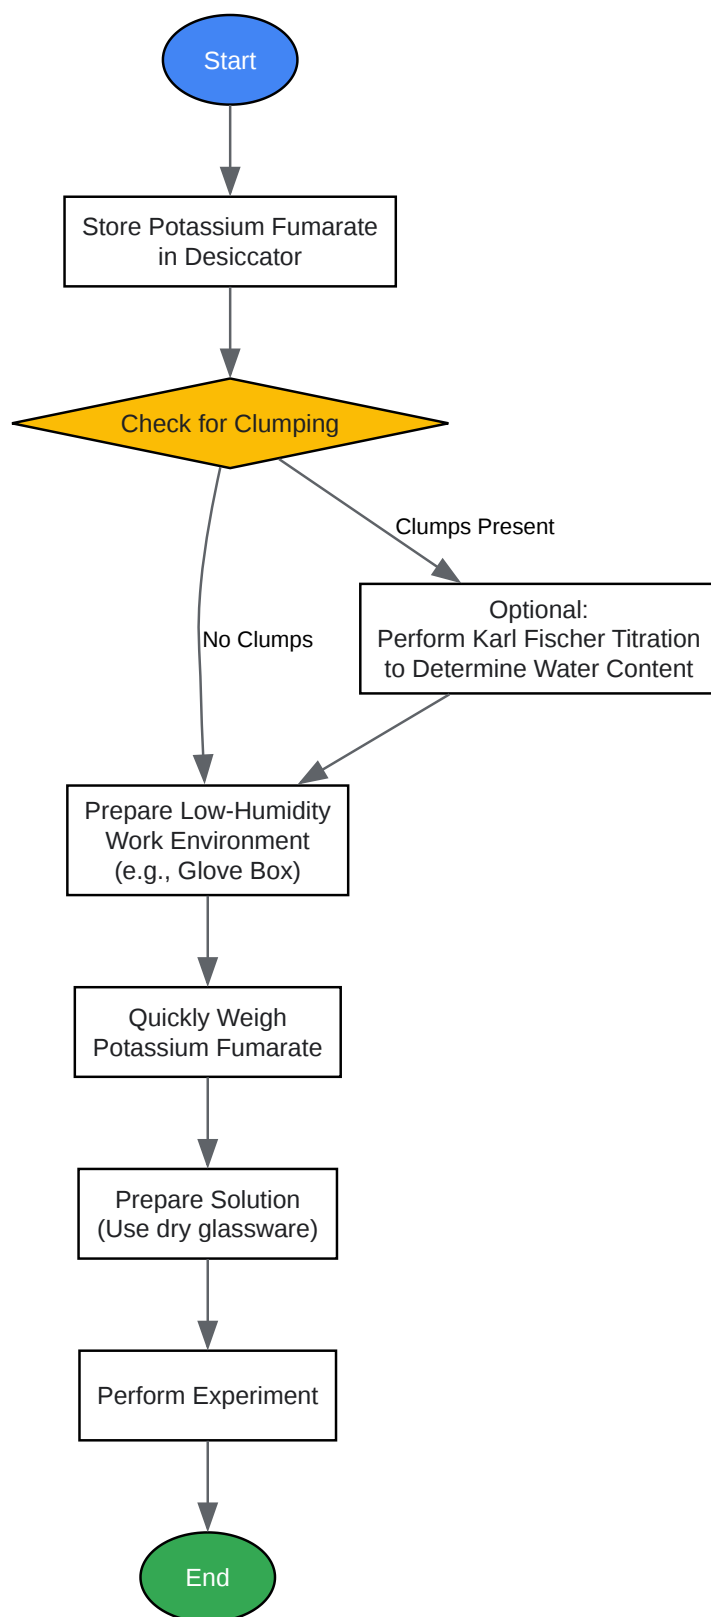 Start
Store Potassium Fumarate
in Desiccator
Check for Clumping
Clumps Present
Optional:
Perform Karl Fischer Titration
to Determine Water Content
No Clumps
Prepare Low-Humidity
Work Environment
(e.g., Glove Box)
Quickly Weigh
Potassium Fumarate
Prepare Solution
(Use dry glassware)
Perform Experiment
End